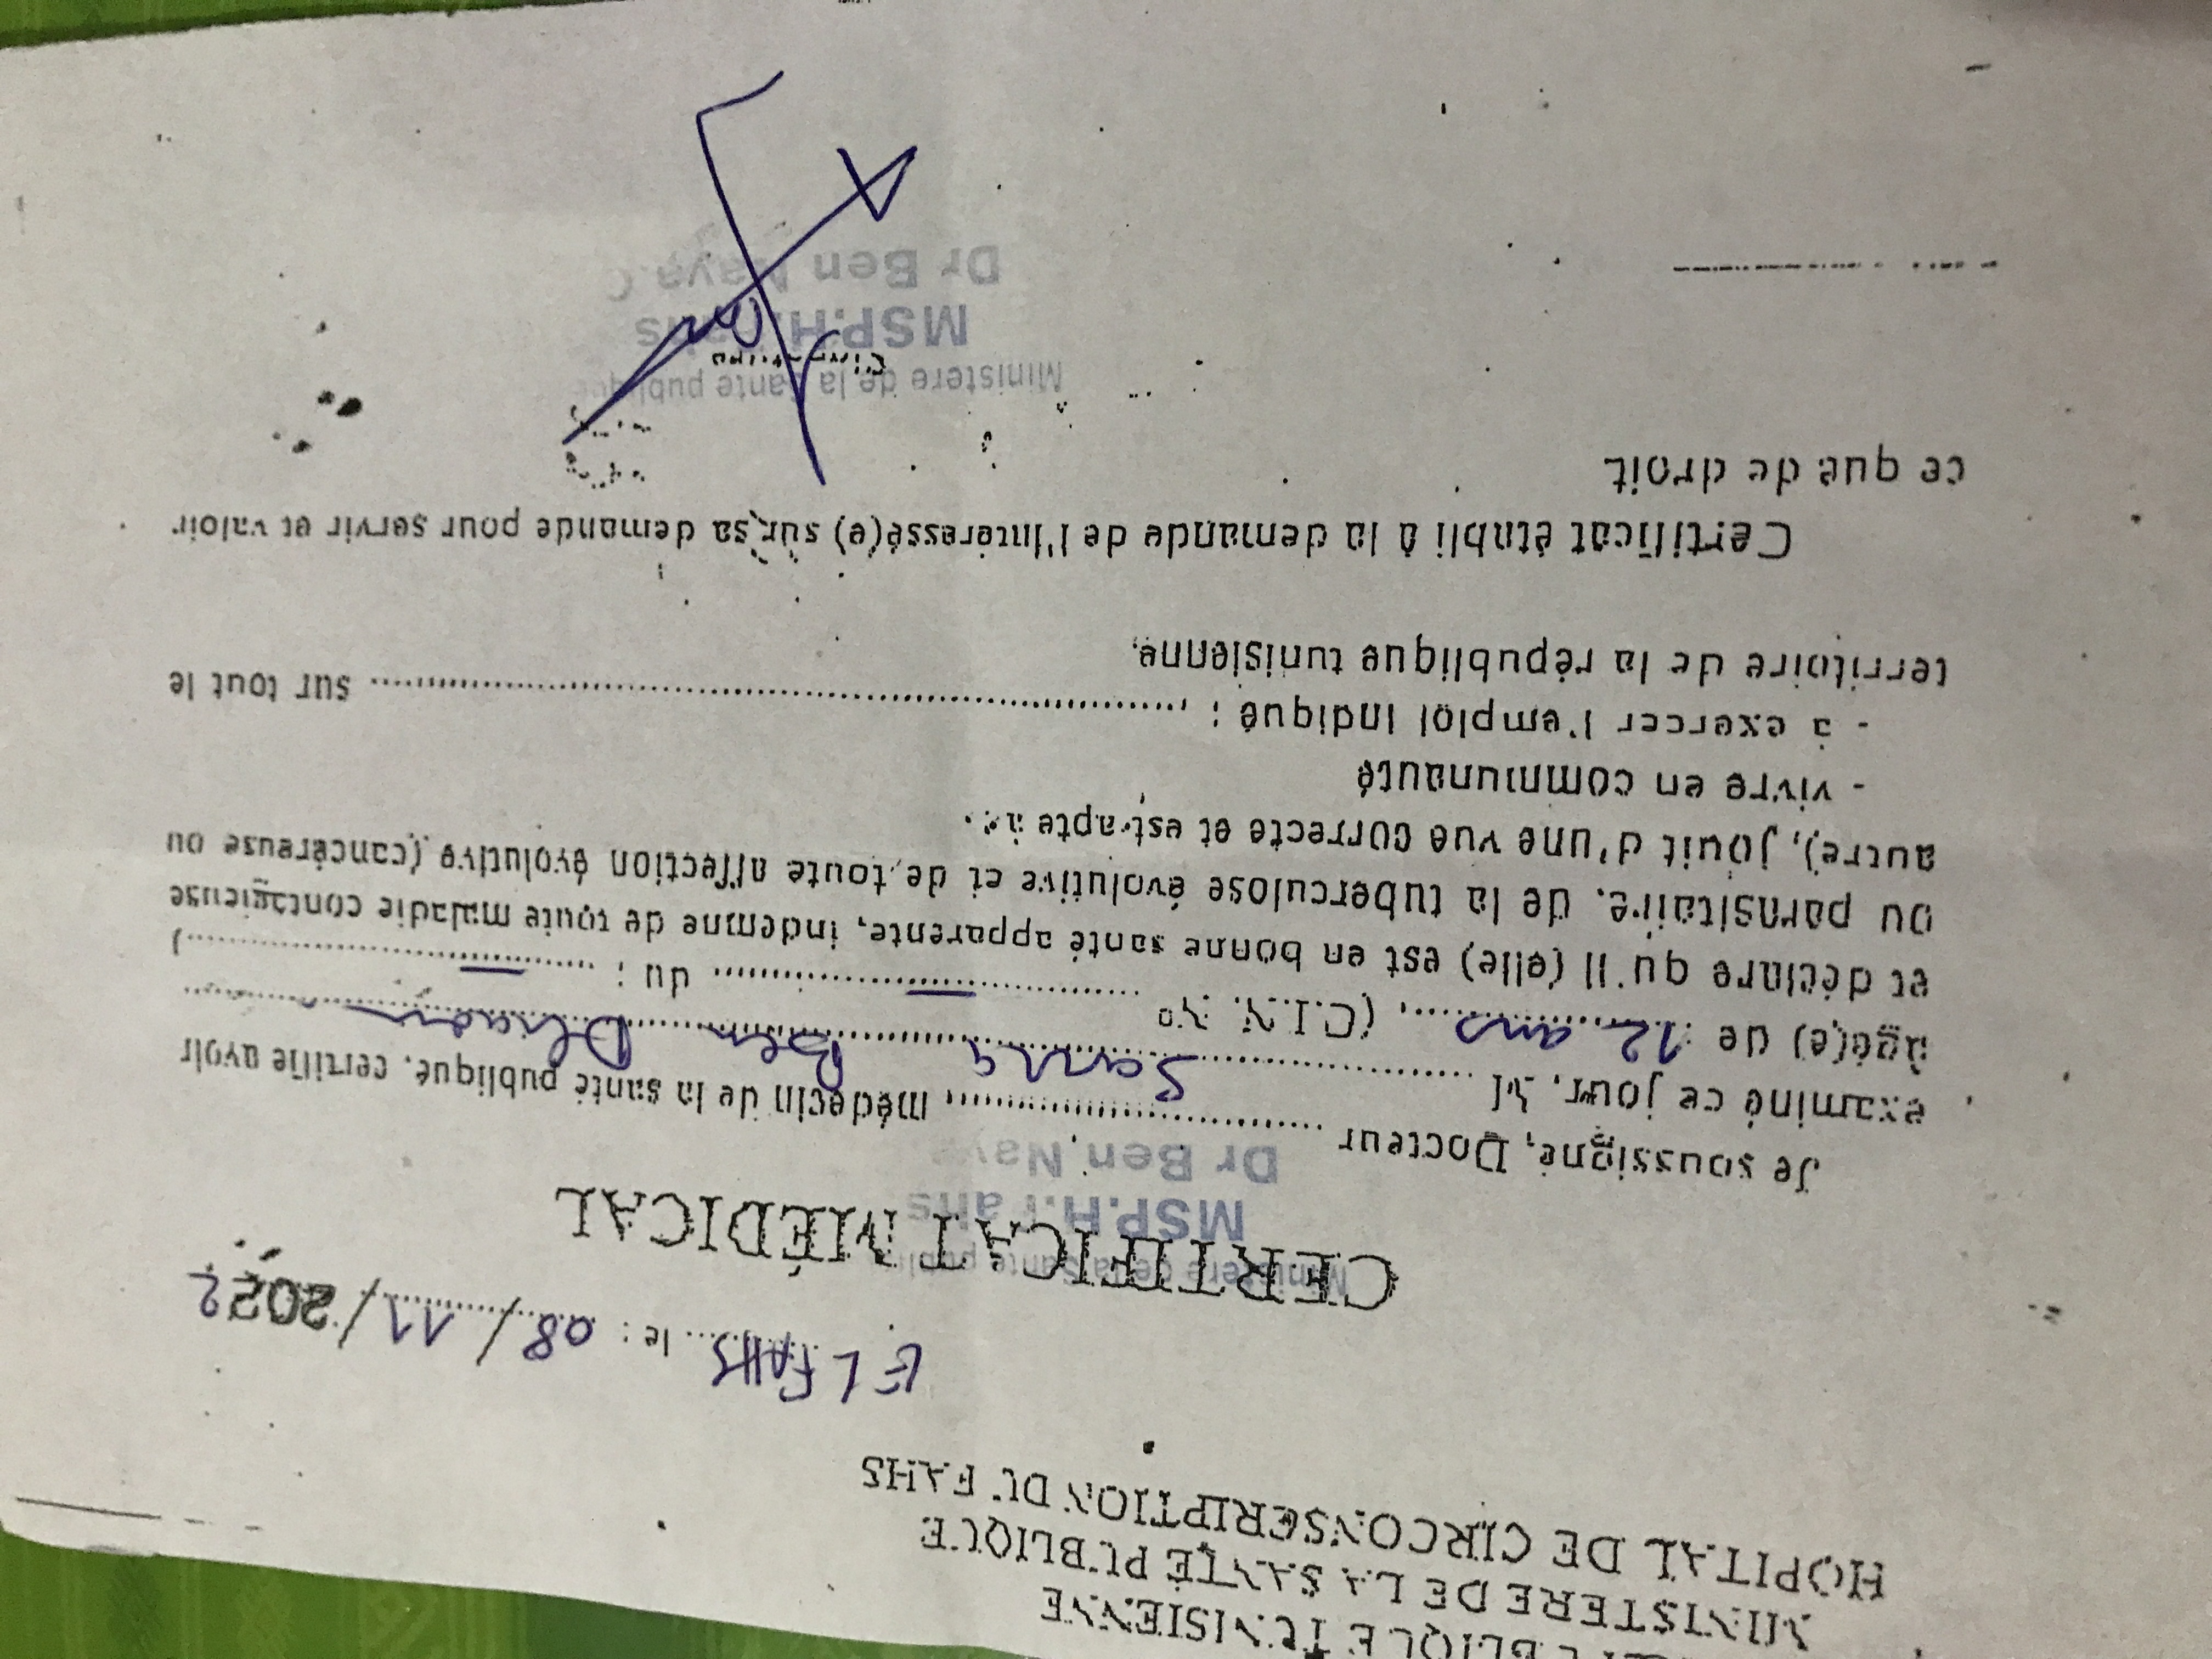 RÉPUBLIQUE TUNISIENNE
MINISTERE DE LA SANTÉ PUBLIQUE
HOPITAL DE CIRCONSCRIPTION DU FAHS
EL FAHS le : 08/11/2022
CERTIFICAT MÉDICAL
Ministere de la Sante
MSP.H.Fahs
Dr Ben Naya
Je soussigné, Docteur .............................., médecin de la santé publique, certifie avoir
examiné ce jour, M Sarra Ben
âgé(e) de : 12 ans, (C.I.N. No — du : —)
et déclare qu'il (elle) est en bonne santé apparente, indemne de toute maladie contagieuse
ou parasitaire, de la tuberculose évolutive et de toute affection évolutive (cancéreuse ou
autre), jouit d'une vue correcte et est apte à :
- vivre en communauté
- à exercer l'emploi indiqué : .............................. sur tout le
territoire de la république tunisienne.
Certificat établi à la demande de l'intéressé(e) sur sa demande pour servir et valoir
ce que de droit
Ministere de la Sante publique
MSP.H.Fahs
Dr Ben Naya.C